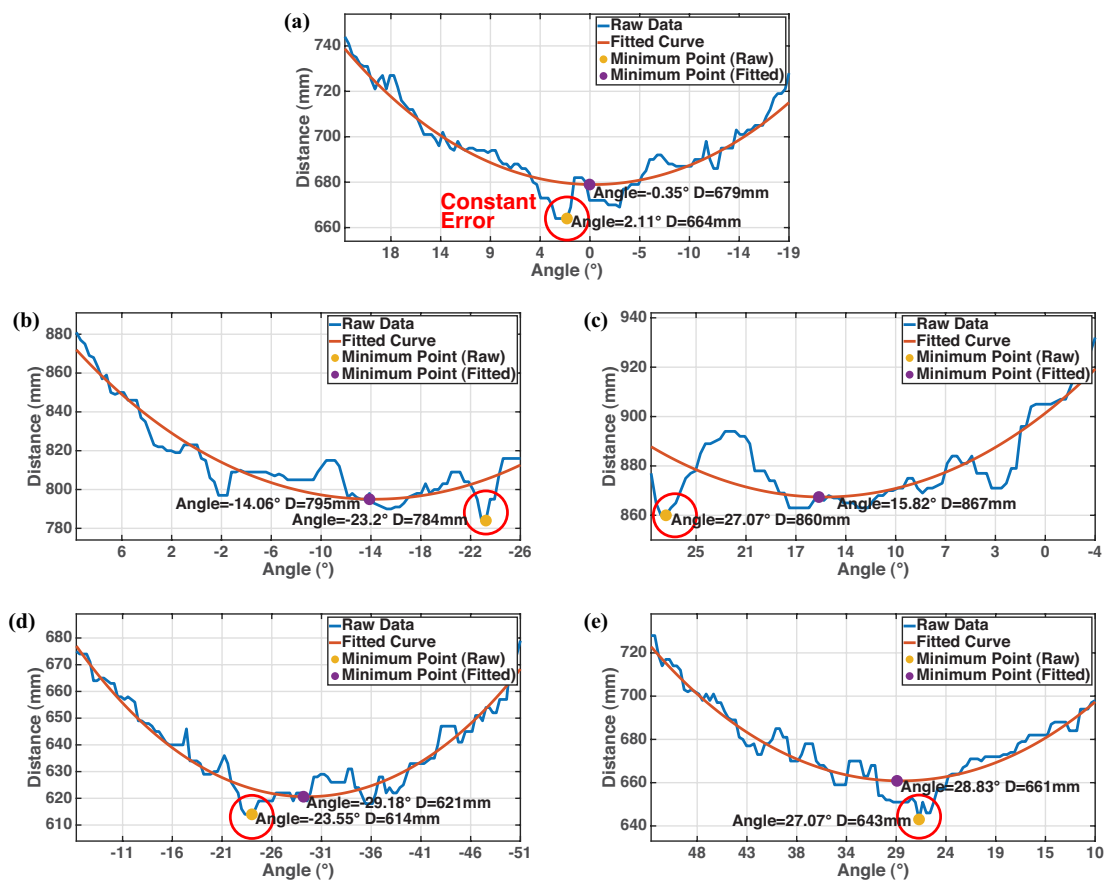 (a)
Raw Data
Fitted Curve
Minimum Point (Raw)
Minimum Point (Fitted)
740
720
700
680
660
Distance (mm)
Angle=-0.35° D=679mm
Constant
Error
Angle=2.11° D=664mm
18 14 9 4 0 -5 -10 -14 -19
Angle (°)
(b)
Raw Data
Fitted Curve
Minimum Point (Raw)
Minimum Point (Fitted)
880
860
840
820
800
780
Distance (mm)
Angle=-14.06° D=795mm
Angle=-23.2° D=784mm
6 2 -2 -6 -10 -14 -18 -22 -26
Angle (°)
(c)
Raw Data
Fitted Curve
Minimum Point (Raw)
Minimum Point (Fitted)
940
920
900
880
860
Distance (mm)
Angle=15.82° D=867mm
Angle=27.07° D=860mm
25 21 17 14 10 7 3 0 -4
Angle (°)
(d)
Raw Data
Fitted Curve
Minimum Point (Raw)
Minimum Point (Fitted)
680
670
660
650
640
630
620
610
Distance (mm)
Angle=-29.18° D=621mm
Angle=-23.55° D=614mm
-11 -16 -21 -26 -31 -36 -41 -46 -51
Angle (°)
(e)
Raw Data
Fitted Curve
Minimum Point (Raw)
Minimum Point (Fitted)
720
700
680
660
640
Distance (mm)
Angle=28.83° D=661mm
Angle=27.07° D=643mm
48 43 38 34 29 24 19 14 10
Angle (°)